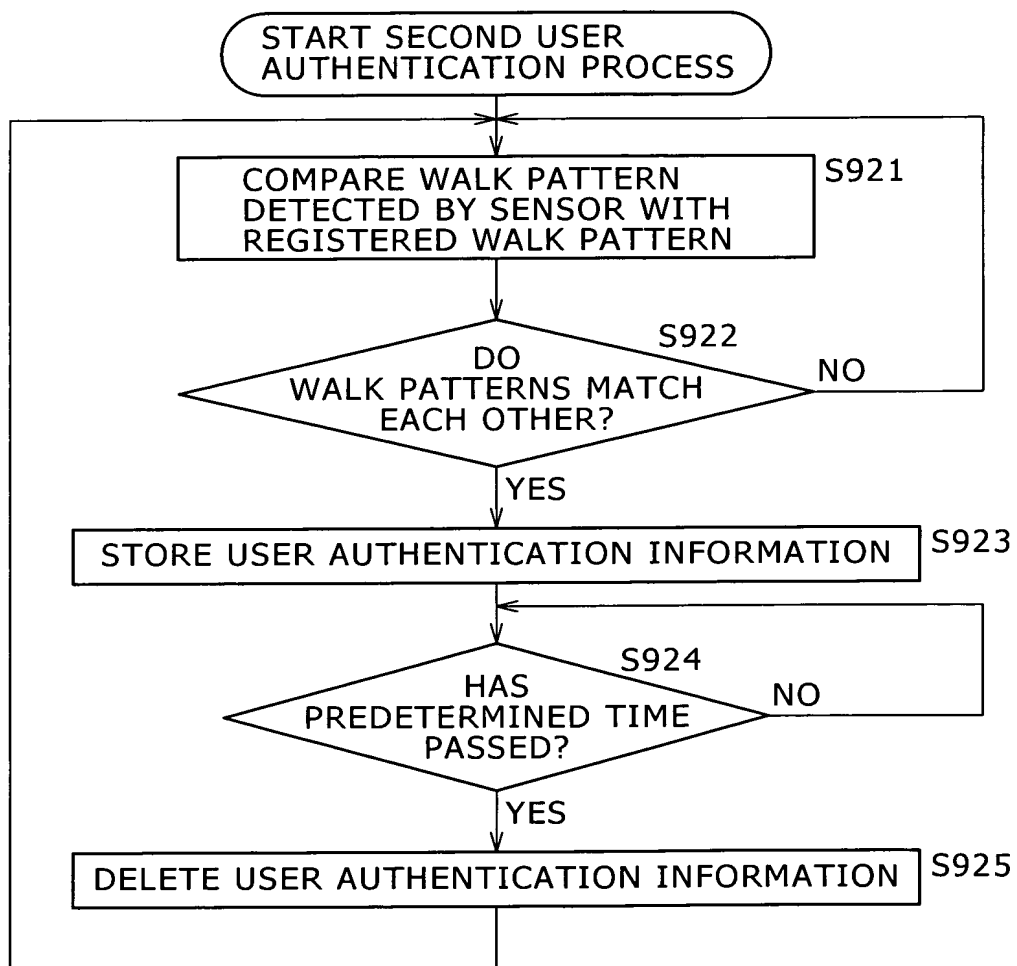 START SECOND USER
AUTHENTICATION PROCESS
S921
COMPARE WALK PATTERN
DETECTED BY SENSOR WITH
REGISTERED WALK PATTERN
S922
DO
WALK PATTERNS MATCH
EACH OTHER?
NO
YES
STORE USER AUTHENTICATION INFORMATION
S923
S924
HAS
PREDETERMINED TIME
PASSED?
NO
YES
DELETE USER AUTHENTICATION INFORMATION
S925